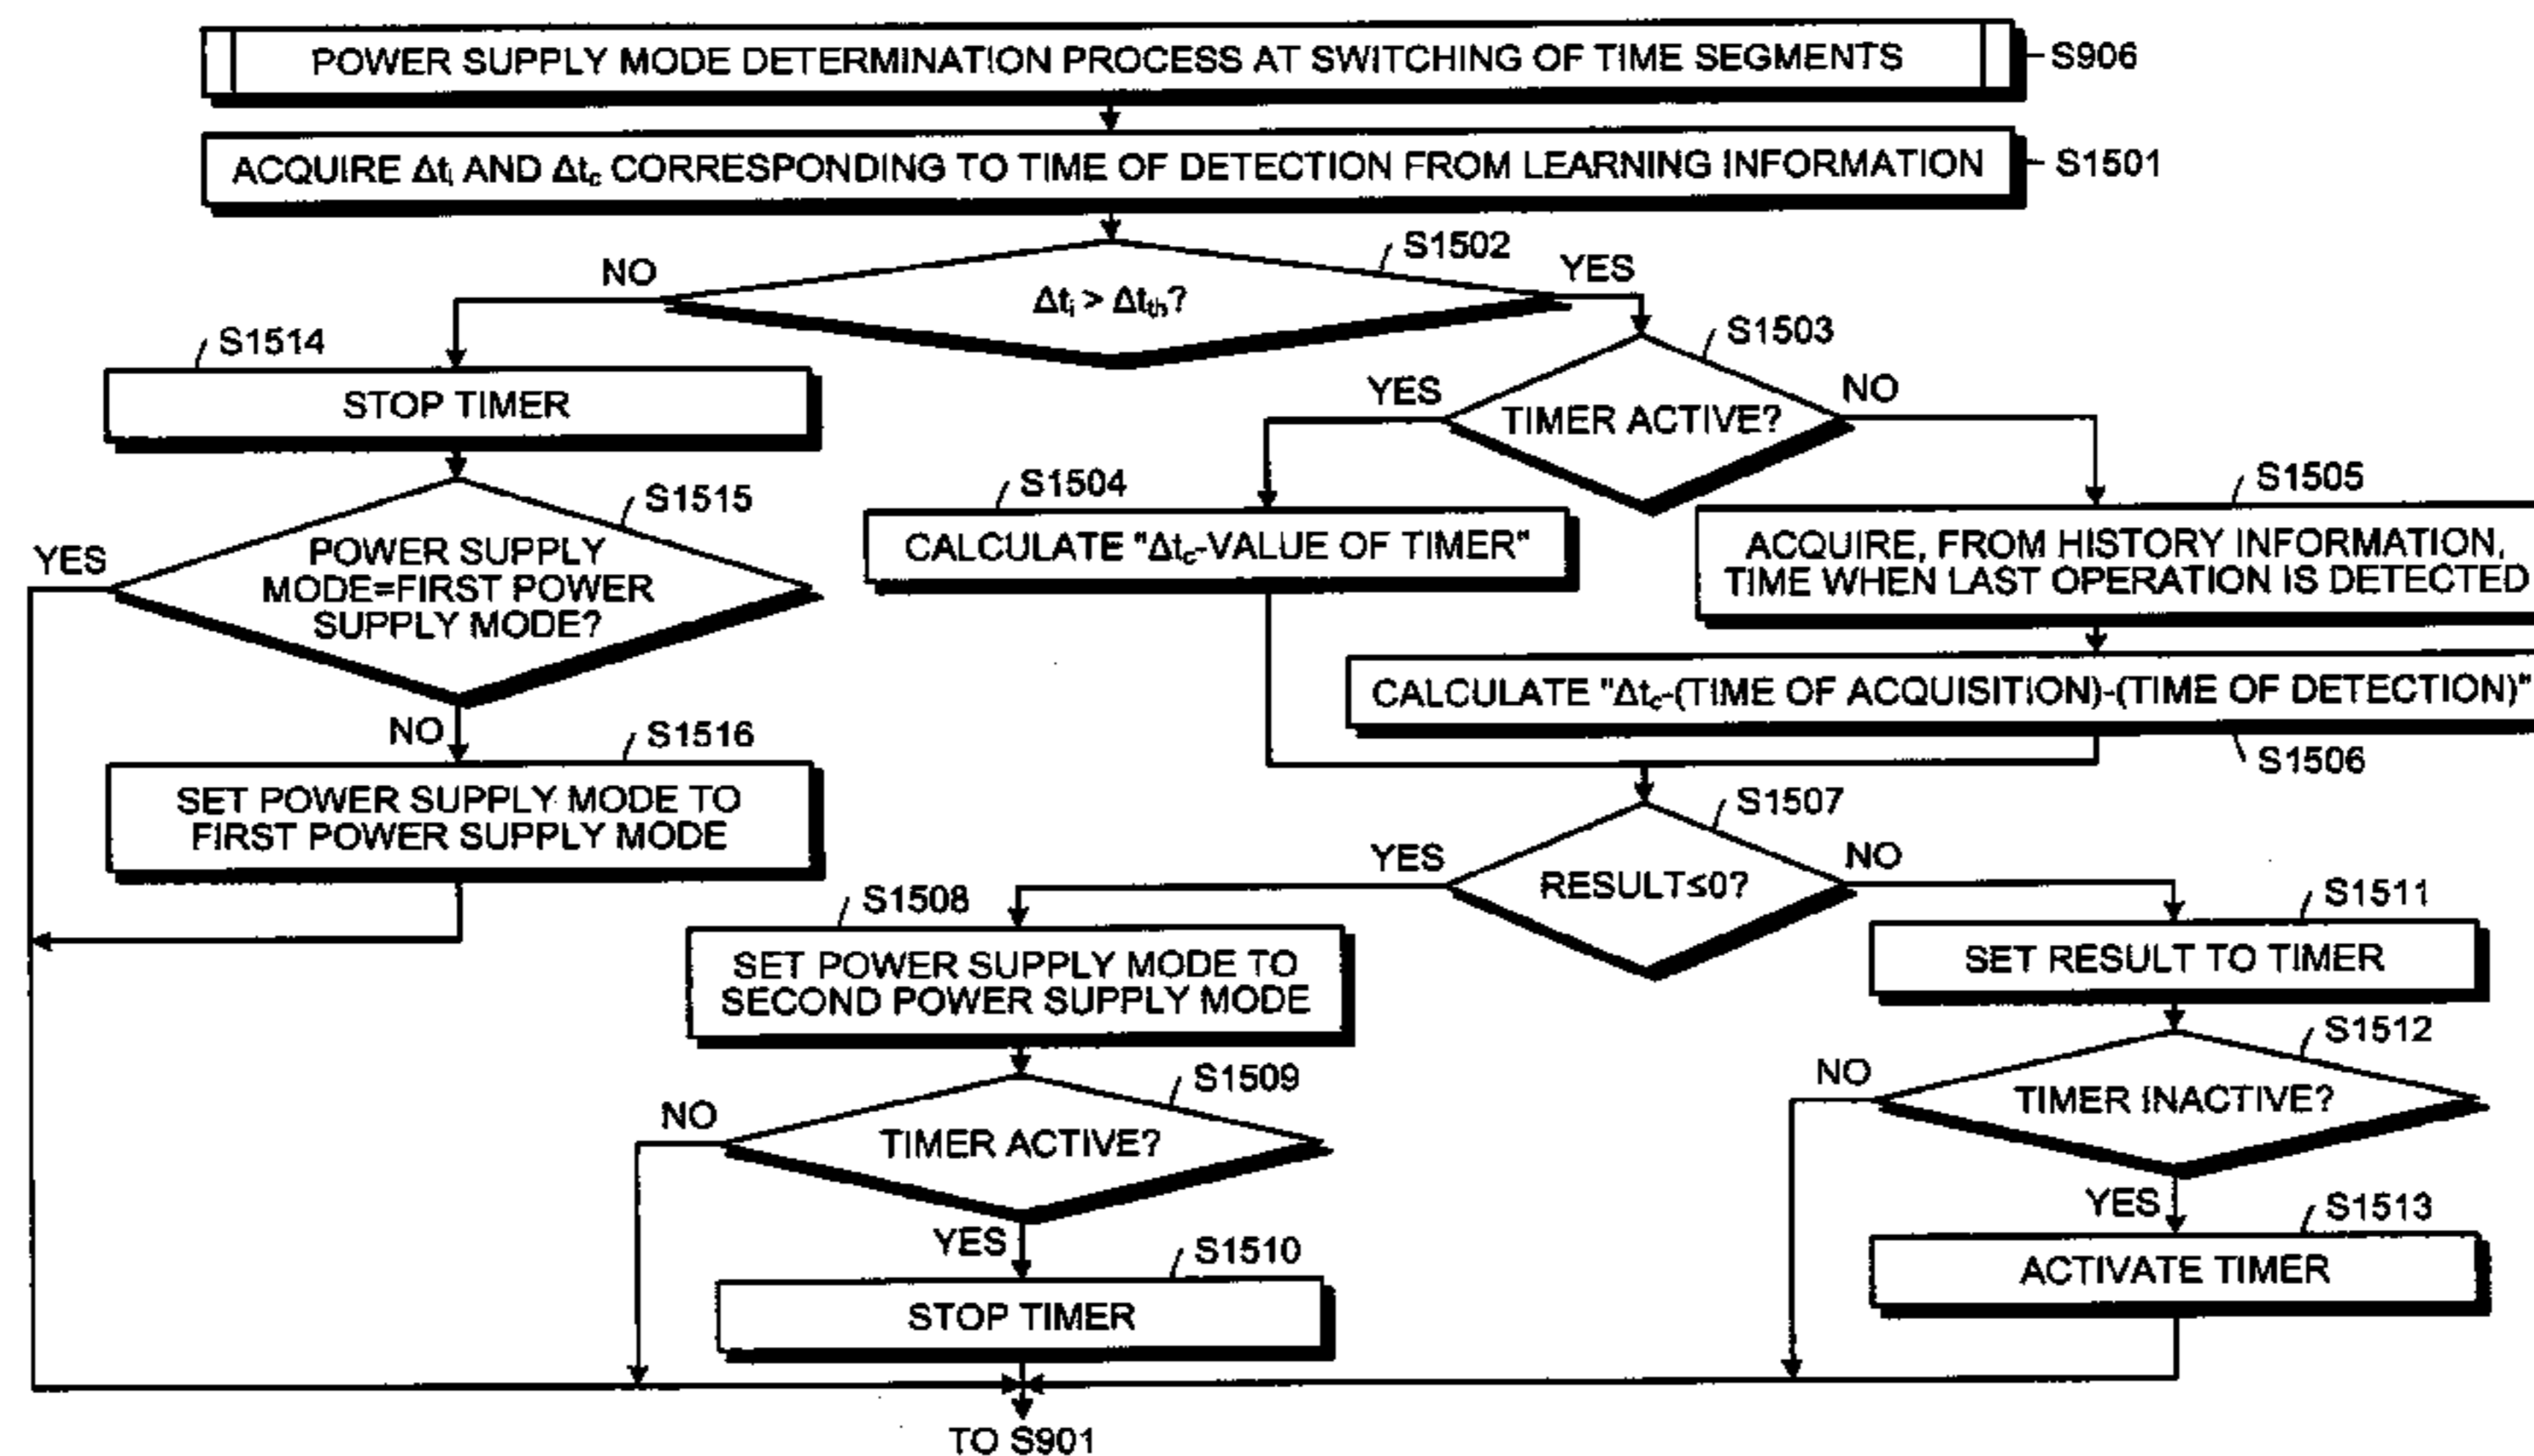 POWER SUPPLY MODE DETERMINATION PROCESS AT SWITCHING OF TIME SEGMENTS
S906
ACQUIRE Δti AND Δtc CORRESPONDING TO TIME OF DETECTION FROM LEARNING INFORMATION
S1501
S1502
NO
Δti > Δtth?
YES
S1514
STOP TIMER
S1503
YES
TIMER ACTIVE?
NO
S1515
YES
POWER SUPPLY
MODE=FIRST POWER
SUPPLY MODE?
NO
S1504
CALCULATE "Δtc-VALUE OF TIMER"
S1505
ACQUIRE, FROM HISTORY INFORMATION,
TIME WHEN LAST OPERATION IS DETECTED
CALCULATE "Δtc-(TIME OF ACQUISITION)-(TIME OF DETECTION)"
S1506
S1516
SET POWER SUPPLY MODE TO
FIRST POWER SUPPLY MODE
S1507
YES
RESULT≤0?
NO
S1508
SET POWER SUPPLY MODE TO
SECOND POWER SUPPLY MODE
S1511
SET RESULT TO TIMER
S1509
NO
TIMER ACTIVE?
YES
S1512
NO
TIMER INACTIVE?
YES
S1510
STOP TIMER
S1513
ACTIVATE TIMER
TO S901